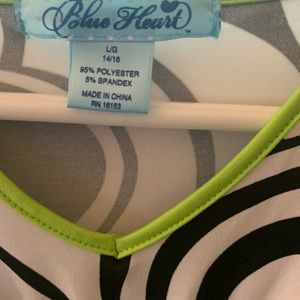 Blue Heart
L/G
14/16
95% POLYESTER
5% SPANDEX
MADE IN CHINA
RN 16153